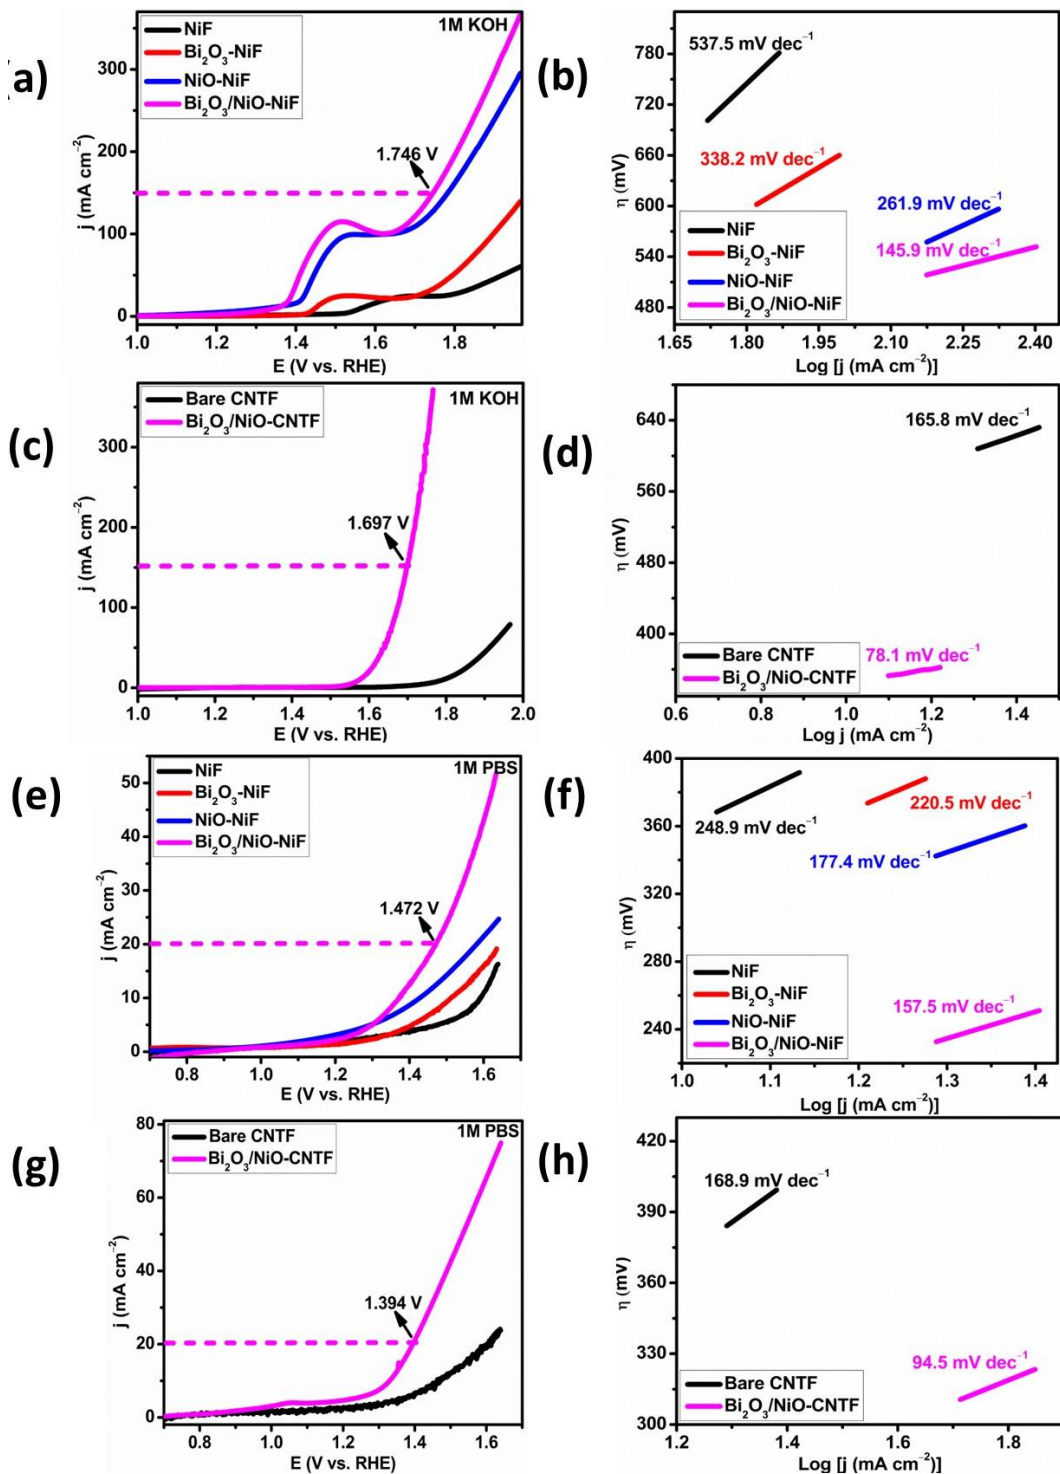 (a)
NiF
Bi₂O₃-NiF
NiO-NiF
Bi₂O₃/NiO-NiF
1M KOH
1.746 V
j (mA cm⁻²)
300
200
100
0
1.0 1.2 1.4 1.6 1.8
E (V vs. RHE)
(b)
537.5 mV dec⁻¹
338.2 mV dec⁻¹
261.9 mV dec⁻¹
145.9 mV dec⁻¹
NiF
Bi₂O₃-NiF
NiO-NiF
Bi₂O₃/NiO-NiF
η (mV)
780
720
660
600
540
480
1.65 1.80 1.95 2.10 2.25 2.40
Log [j (mA cm⁻²)]
(c)
Bare CNTF
Bi₂O₃/NiO-CNTF
1M KOH
1.697 V
j (mA cm⁻²)
300
200
100
0
1.0 1.2 1.4 1.6 1.8 2.0
E (V vs. RHE)
(d)
165.8 mV dec⁻¹
78.1 mV dec⁻¹
Bare CNTF
Bi₂O₃/NiO-CNTF
η (mV)
640
560
480
360
0.6 0.8 1.0 1.2 1.4
Log j (mA cm⁻²)
(e)
NiF
Bi₂O₃-NiF
NiO-NiF
Bi₂O₃/NiO-NiF
1M PBS
1.472 V
j (mA cm⁻²)
50
40
30
20
10
0
0.8 1.0 1.2 1.4 1.6
E (V vs. RHE)
(f)
248.9 mV dec⁻¹
220.5 mV dec⁻¹
177.4 mV dec⁻¹
157.5 mV dec⁻¹
NiF
Bi₂O₃-NiF
NiO-NiF
Bi₂O₃/NiO-NiF
η (mV)
400
360
320
280
240
1.0 1.1 1.2 1.3 1.4
Log [j (mA cm⁻²)]
(g)
Bare CNTF
Bi₂O₃/NiO-CNTF
1M PBS
1.394 V
j (mA cm⁻²)
80
60
40
20
0
0.8 1.0 1.2 1.4 1.6
E (V vs. RHE)
(h)
168.9 mV dec⁻¹
94.5 mV dec⁻¹
Bare CNTF
Bi₂O₃/NiO-CNTF
η (mV)
420
390
360
330
300
1.2 1.4 1.6 1.8
Log [j (mA cm⁻²)]